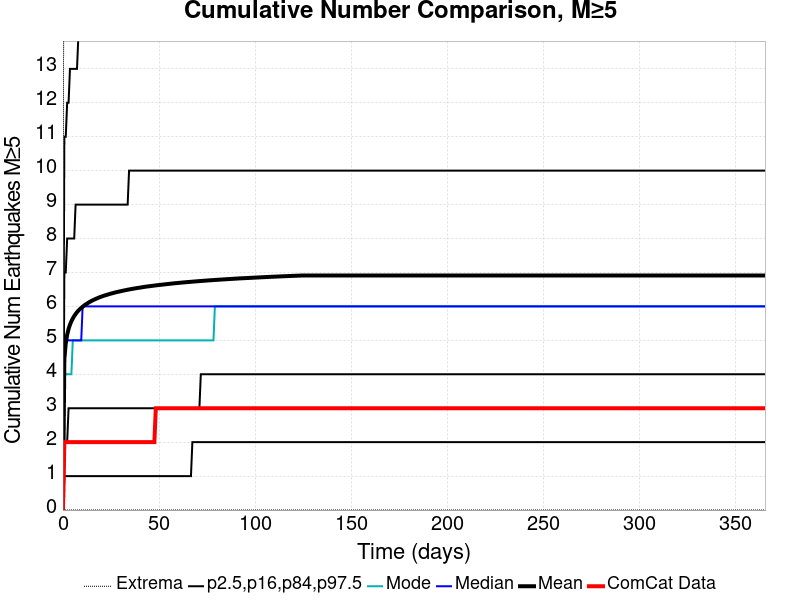 Cumulative Number Comparison, M≥5
Cumulative Num Earthquakes M≥5
13
12
11
10
9
8
7
6
5
4
3
2
1
0
0 50 100 150 200 250 300 350
Time (days)
Extrema p2.5,p16,p84,p97.5 Mode Median Mean ComCat Data